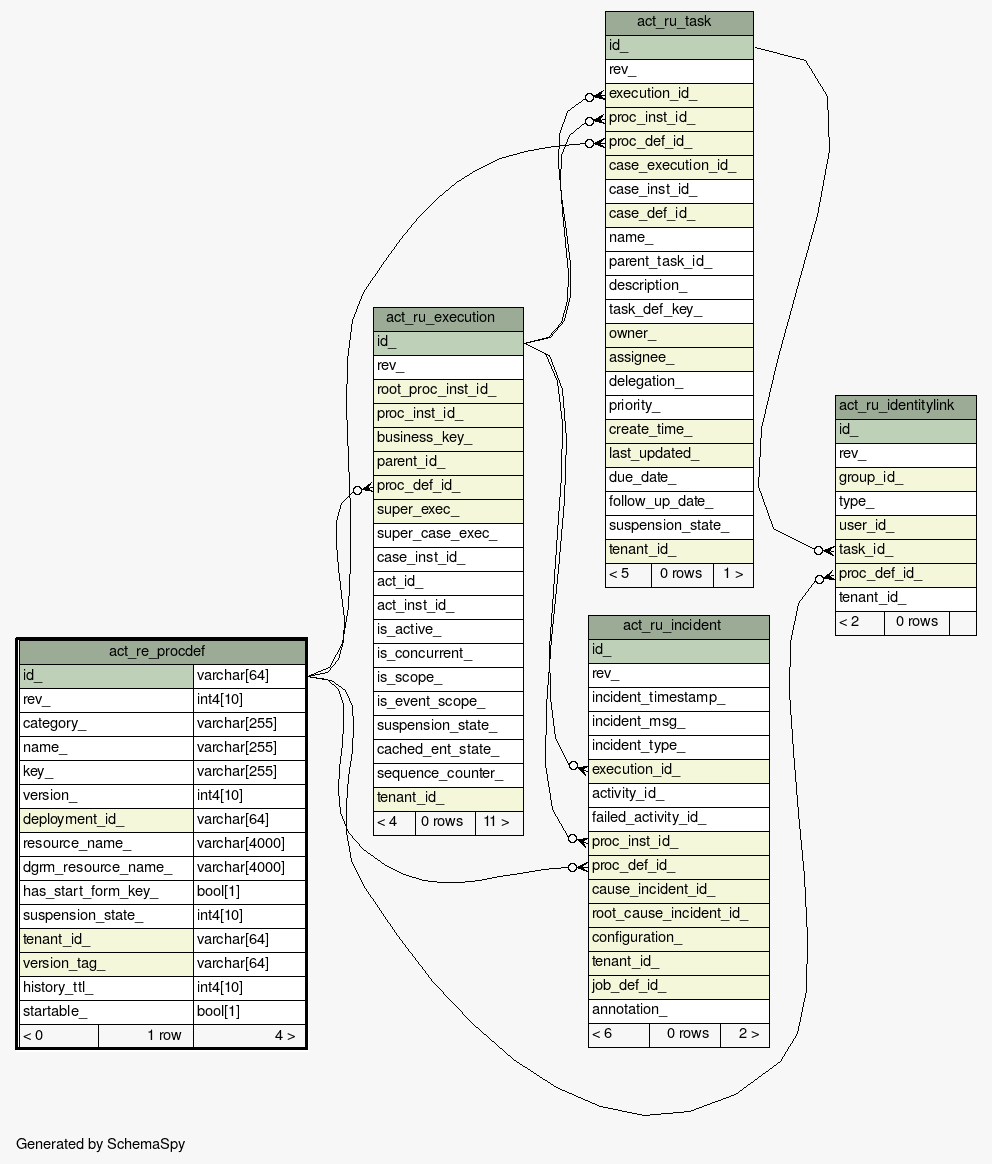 act_ru_task
id_
rev_
execution_id_
proc_inst_id_
proc_def_id_
case_execution_id_
case_inst_id_
case_def_id_
name_
parent_task_id_
description_
task_def_key_
owner_
assignee_
delegation_
priority_
create_time_
last_updated_
due_date_
follow_up_date_
suspension_state_
tenant_id_
< 5 0 rows 1 >
act_ru_execution
id_
rev_
root_proc_inst_id_
proc_inst_id_
business_key_
parent_id_
proc_def_id_
super_exec_
super_case_exec_
case_inst_id_
act_id_
act_inst_id_
is_active_
is_concurrent_
is_scope_
is_event_scope_
suspension_state_
cached_ent_state_
sequence_counter_
tenant_id_
< 4 0 rows 11 >
act_ru_identitylink
id_
rev_
group_id_
type_
user_id_
task_id_
proc_def_id_
tenant_id_
< 2 0 rows
act_ru_incident
id_
rev_
incident_timestamp_
incident_msg_
incident_type_
execution_id_
activity_id_
failed_activity_id_
proc_inst_id_
proc_def_id_
cause_incident_id_
root_cause_incident_id_
configuration_
tenant_id_
job_def_id_
annotation_
< 6 0 rows 2 >
act_re_procdef
id_ varchar[64]
rev_ int4[10]
category_ varchar[255]
name_ varchar[255]
key_ varchar[255]
version_ int4[10]
deployment_id_ varchar[64]
resource_name_ varchar[4000]
dgrm_resource_name_ varchar[4000]
has_start_form_key_ bool[1]
suspension_state_ int4[10]
tenant_id_ varchar[64]
version_tag_ varchar[64]
history_ttl_ int4[10]
startable_ bool[1]
< 0 1 row 4 >
Generated by SchemaSpy